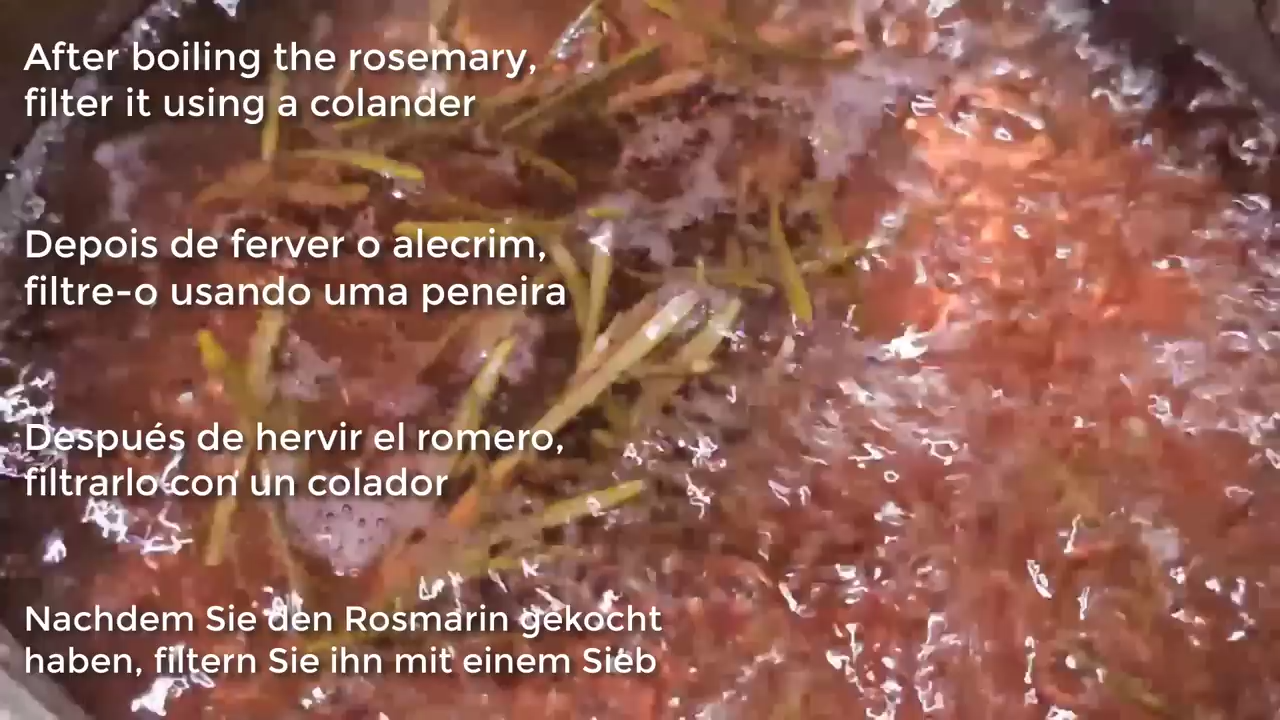 After boiling the rosemary,
filter it using a colander
Depois de ferver o alecrim,
filtre-o usando uma peneira
Después de hervir el romero,
filtrarlo con un colador
Nachdem Sie den Rosmarin gekocht
haben, filtern Sie ihn mit einem Sieb